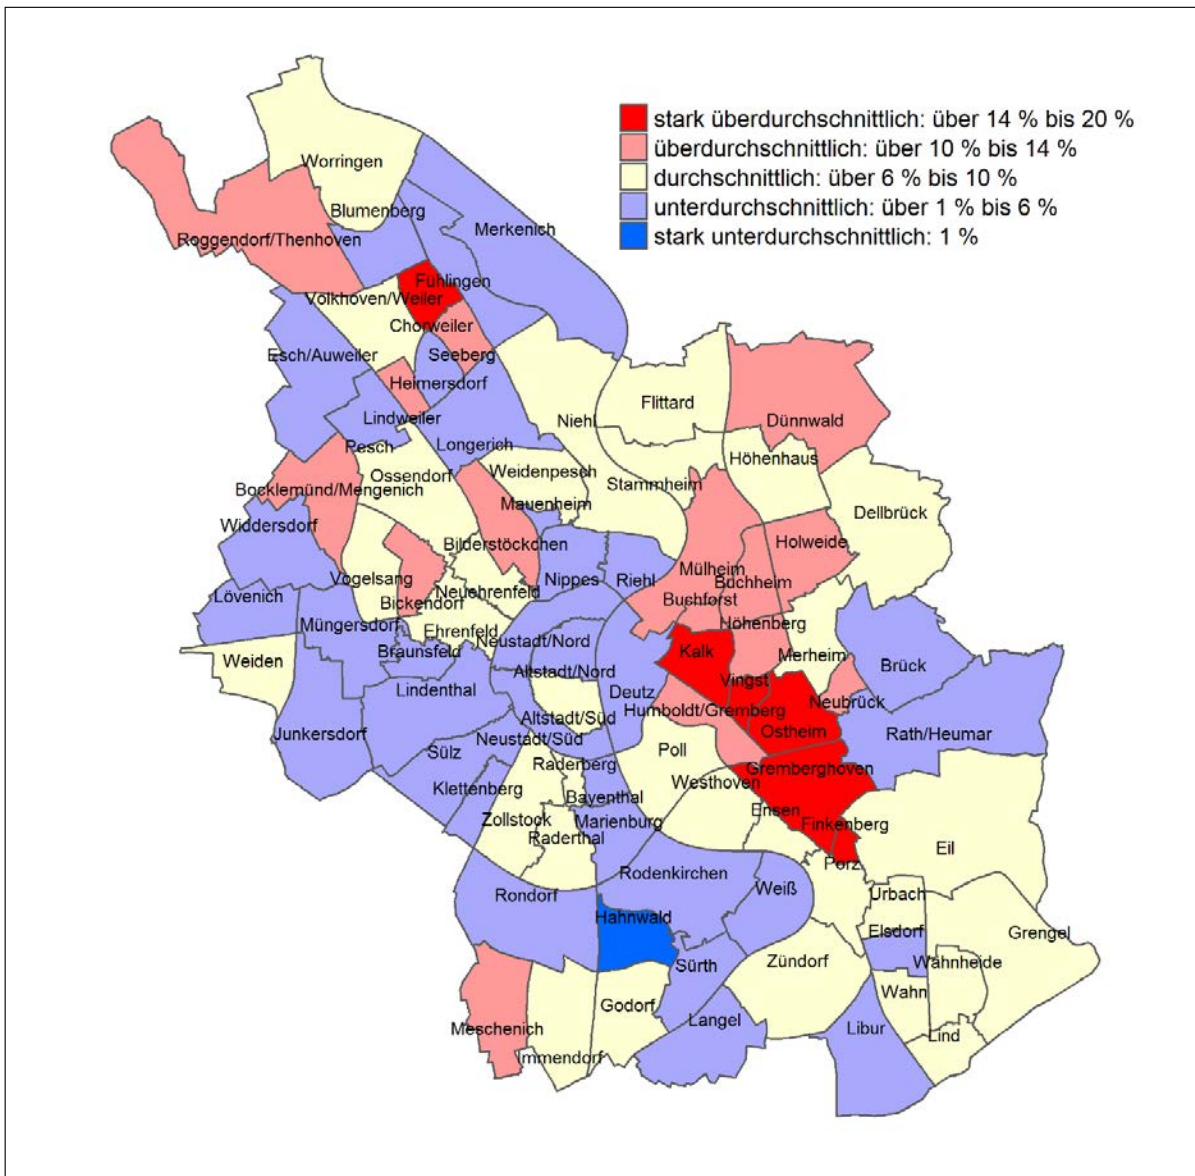 stark überdurchschnittlich: über 14 % bis 20 %
überdurchschnittlich: über 10 % bis 14 %
durchschnittlich: über 6 % bis 10 %
unterdurchschnittlich: über 1 % bis 6 %
stark unterdurchschnittlich: 1 %
Worringen
Blumenberg
Merkenich
Roggendorf/Thenhoven
Fühlingen
Volkhoven/Weiler
Chorweiler
Seeberg
Esch/Auweiler
Heimersdorf
Flittard
Lindweiler
Niehl
Dünnwald
Pesch
Longerich
Höhenhaus
Ossendorf
Weidenpesch
Stammheim
Bocklemünd/Mengenich
Mauenheim
Dellbrück
Widdersdorf
Bilderstöckchen
Holweide
Mülheim
Vogelsang
Nippes
Riehl
Buchheim
Neuehrenfeld
Lövenich
Bickendorf
Buchforst
Müngersdorf
Ehrenfeld
Höhenberg
Neustadt/Nord
Braunsfeld
Kalk
Weiden
Merheim
Brück
Altstadt/Nord
Vingst
Lindenthal
Deutz
Neubrück
Humboldt/Gremberg
Altstadt/Süd
Junkersdorf
Ostheim
Rath/Heumar
Neustadt/Süd
Sülz
Poll
Raderberg
Gremberghoven
Klettenberg
Westhoven
Bayenthal
Ensen
Zollstock
Marienburg
Finkenberg
Raderthal
Eil
Porz
Rodenkirchen
Weiß
Rondorf
Urbach
Hahnwald
Elsdorf
Grengel
Sürth
Zündorf
Wahnheide
Wahn
Godorf
Langel
Meschenich
Libur
Lind
Immendorf